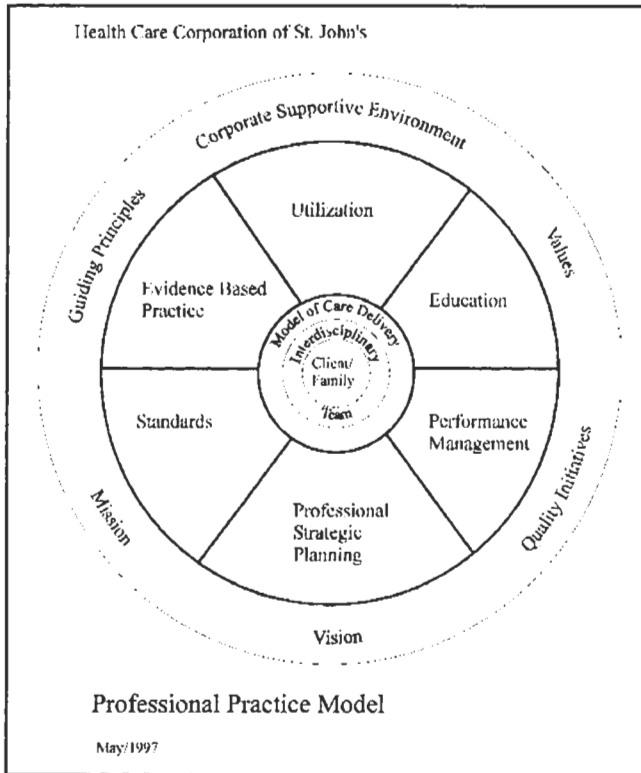 Health Care Corporation of St. John's
Corporate Supportive Environment
Guiding Principles
Values
Utilization
Evidence Based
Practice
Education
Model of Care Delivery
Interdisciplinary
Client/
Family
Team
Standards
Performance
Management
Professional
Strategic
Planning
Mission
Quality Initiatives
Vision
Professional Practice Model
May/1997